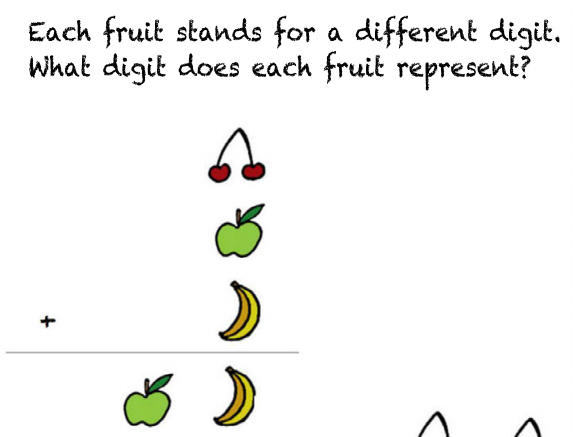 Each fruit stands for a different digit.
What digit does each fruit represent?
+